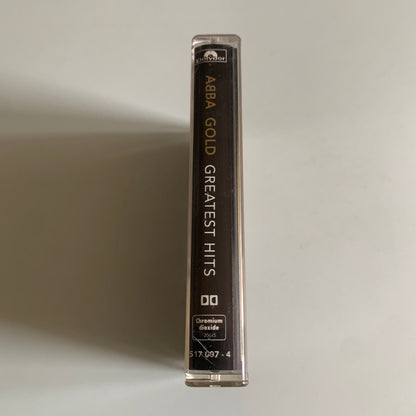 polydor
ABBA GOLD GREATEST HITS
Chromium
dioxide
517 007 - 4